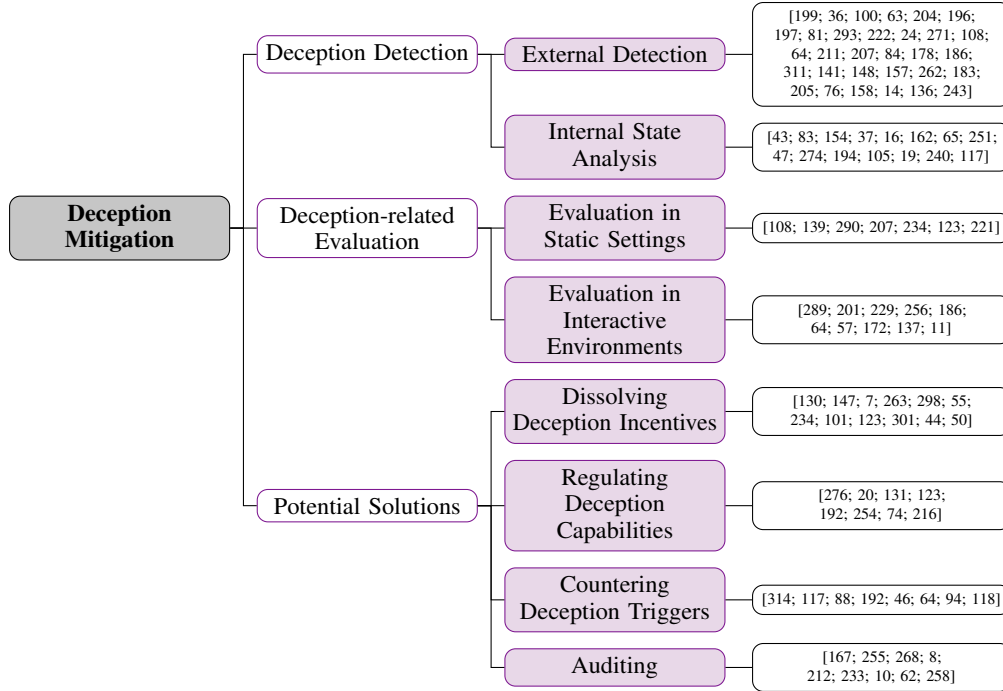 Deception
Mitigation
Deception Detection
External Detection
[199; 36; 100; 63; 204; 196;
197; 81; 293; 222; 24; 271; 108;
64; 211; 207; 84; 178; 186;
311; 141; 148; 157; 262; 183;
205; 76; 158; 14; 136; 243]
Internal State
Analysis
[43; 83; 154; 37; 16; 162; 65; 251;
47; 274; 194; 105; 19; 240; 117]
Deception-related
Evaluation
Evaluation in
Static Settings
[108; 139; 290; 207; 234; 123; 221]
Evaluation in
Interactive
Environments
[289; 201; 229; 256; 186;
64; 57; 172; 137; 11]
Potential Solutions
Dissolving
Deception Incentives
[130; 147; 7; 263; 298; 55;
234; 101; 123; 301; 44; 50]
Regulating
Deception
Capabilities
[276; 20; 131; 123;
192; 254; 74; 216]
Countering
Deception Triggers
[314; 117; 88; 192; 46; 64; 94; 118]
Auditing
[167; 255; 268; 8;
212; 233; 10; 62; 258]